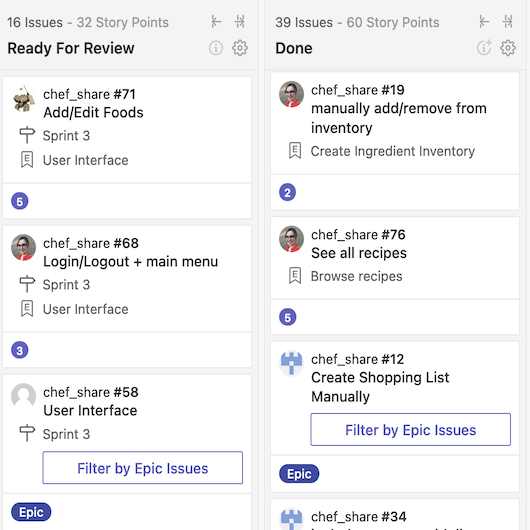 16 Issues - 32 Story Points
Ready For Review
chef_share #71
Add/Edit Foods
Sprint 3
E User Interface
5
chef_share #68
Login/Logout + main menu
Sprint 3
E User Interface
3
chef_share #58
User Interface
Sprint 3
Filter by Epic Issues
Epic
39 Issues - 60 Story Points
Done
chef_share #19
manually add/remove from
inventory
E Create Ingredient Inventory
2
chef_share #76
See all recipes
E Browse recipes
5
chef_share #12
Create Shopping List
Manually
Filter by Epic Issues
Epic
chef_share #34